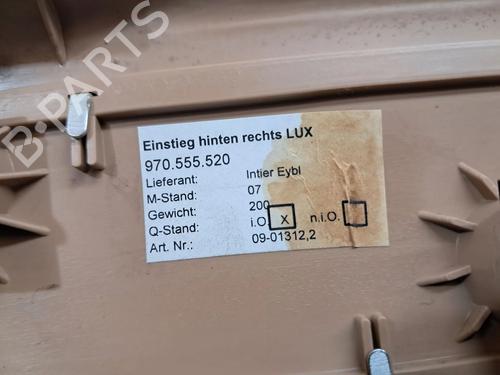 B-PARTS
Einstieg hinten rechts LUX
970.555.520
Lieferant: Intier Eybl
M-Stand: 07
Gewicht: 200
Q-Stand: i.O. x n.i.O.
Art. Nr.: 09-01312,2